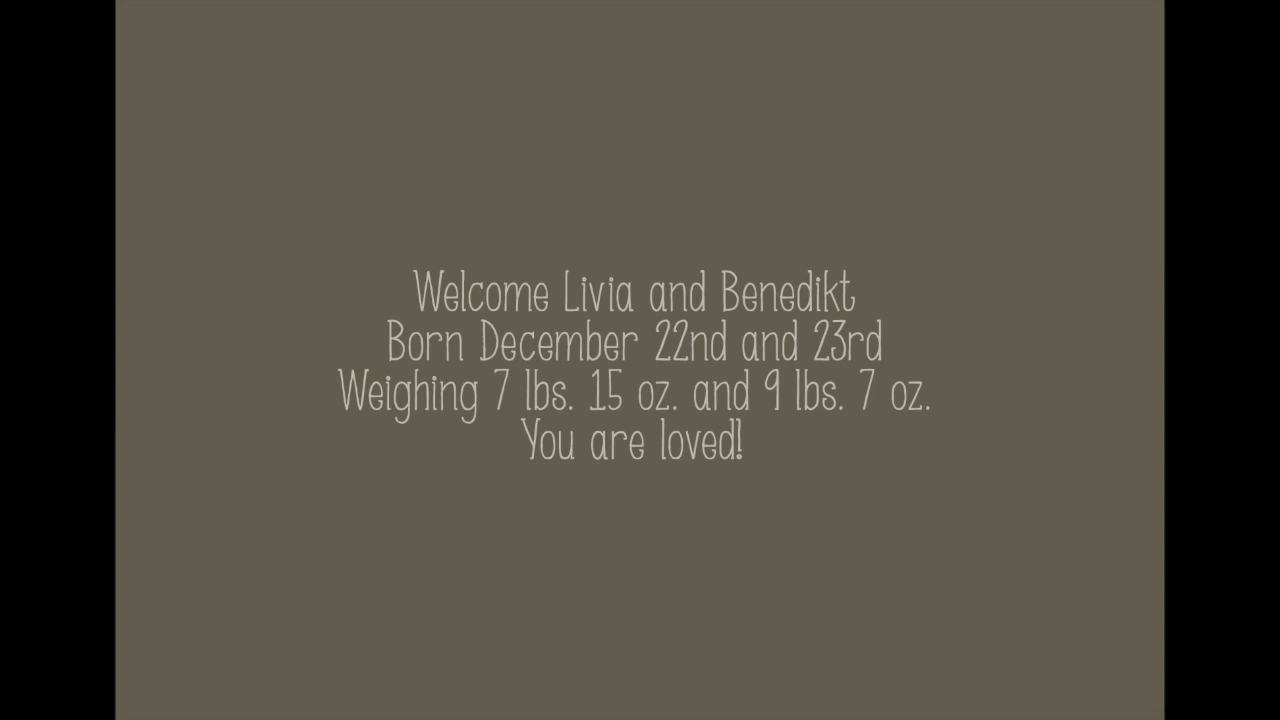 Welcome Livia and Benedikt
Born December 22nd and 23rd
Weighing 7 lbs. 15 oz. and 9 lbs. 7 oz.
You are loved!